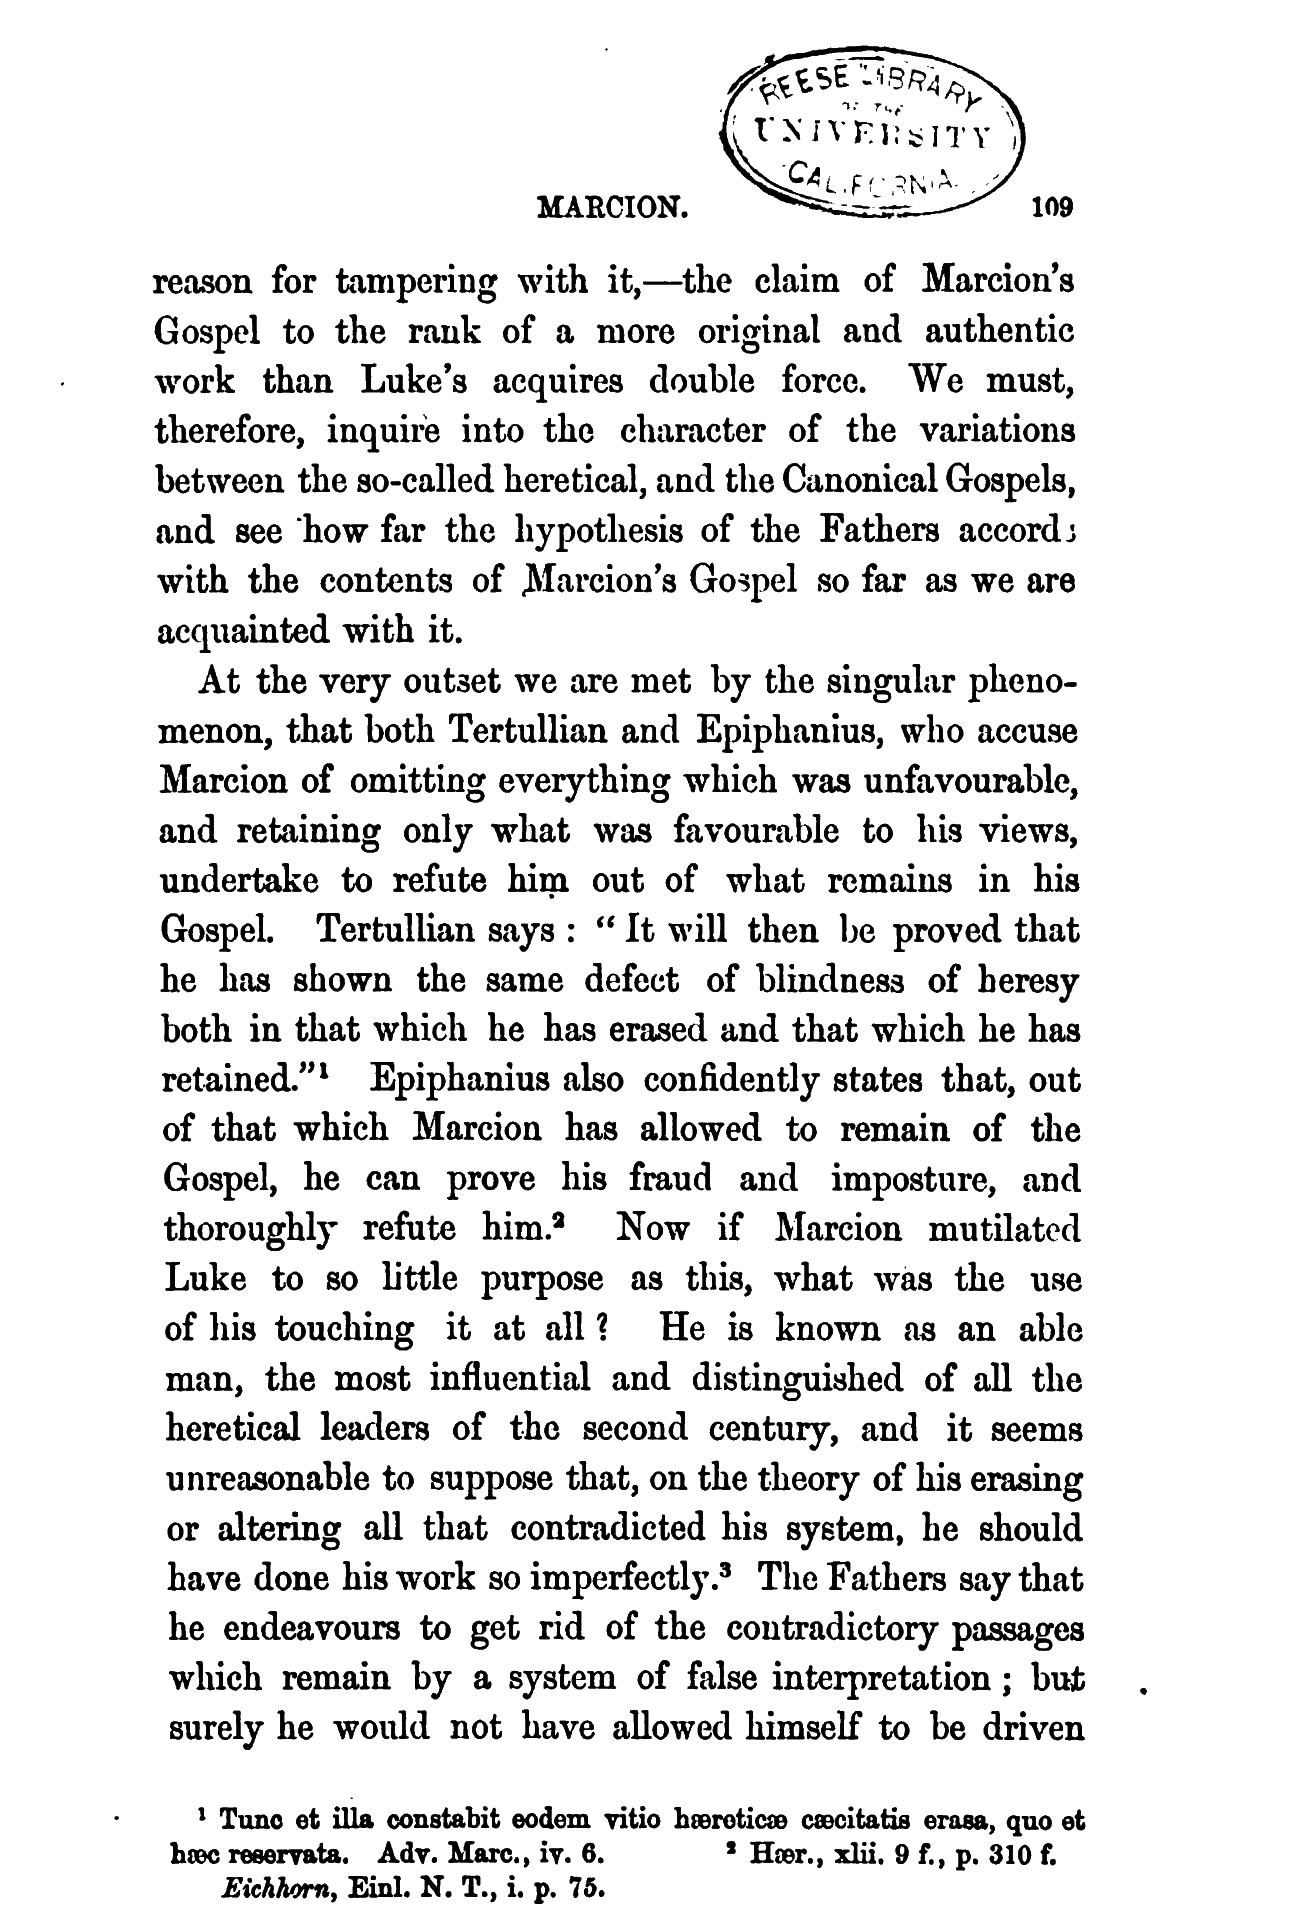 REESE LIBRARY
OF THE
UNIVERSITY
CALIFORNIA
MARCION. 109
reason for tampering with it,—the claim of Marcion's
Gospel to the rank of a more original and authentic
work than Luke's acquires double force. We must,
therefore, inquire into the character of the variations
between the so-called heretical, and the Canonical Gospels,
and see how far the hypothesis of the Fathers accords
with the contents of Marcion's Gospel so far as we are
acquainted with it.
At the very outset we are met by the singular pheno-
menon, that both Tertullian and Epiphanius, who accuse
Marcion of omitting everything which was unfavourable,
and retaining only what was favourable to his views,
undertake to refute him out of what remains in his
Gospel. Tertullian says : “ It will then be proved that
he has shown the same defect of blindness of heresy
both in that which he has erased and that which he has
retained.”¹ Epiphanius also confidently states that, out
of that which Marcion has allowed to remain of the
Gospel, he can prove his fraud and imposture, and
thoroughly refute him.² Now if Marcion mutilated
Luke to so little purpose as this, what was the use
of his touching it at all ? He is known as an able
man, the most influential and distinguished of all the
heretical leaders of the second century, and it seems
unreasonable to suppose that, on the theory of his erasing
or altering all that contradicted his system, he should
have done his work so imperfectly.³ The Fathers say that
he endeavours to get rid of the contradictory passages
which remain by a system of false interpretation ; but
surely he would not have allowed himself to be driven
¹ Tunc et illa constabit eodem vitio hæreticæ cæcitatis erasa, quo et
hæc reservata. Adv. Marc., iv. 6. ² Hær., xlii. 9 f., p. 310 f.
Eichhorn, Einl. N. T., i. p. 75.